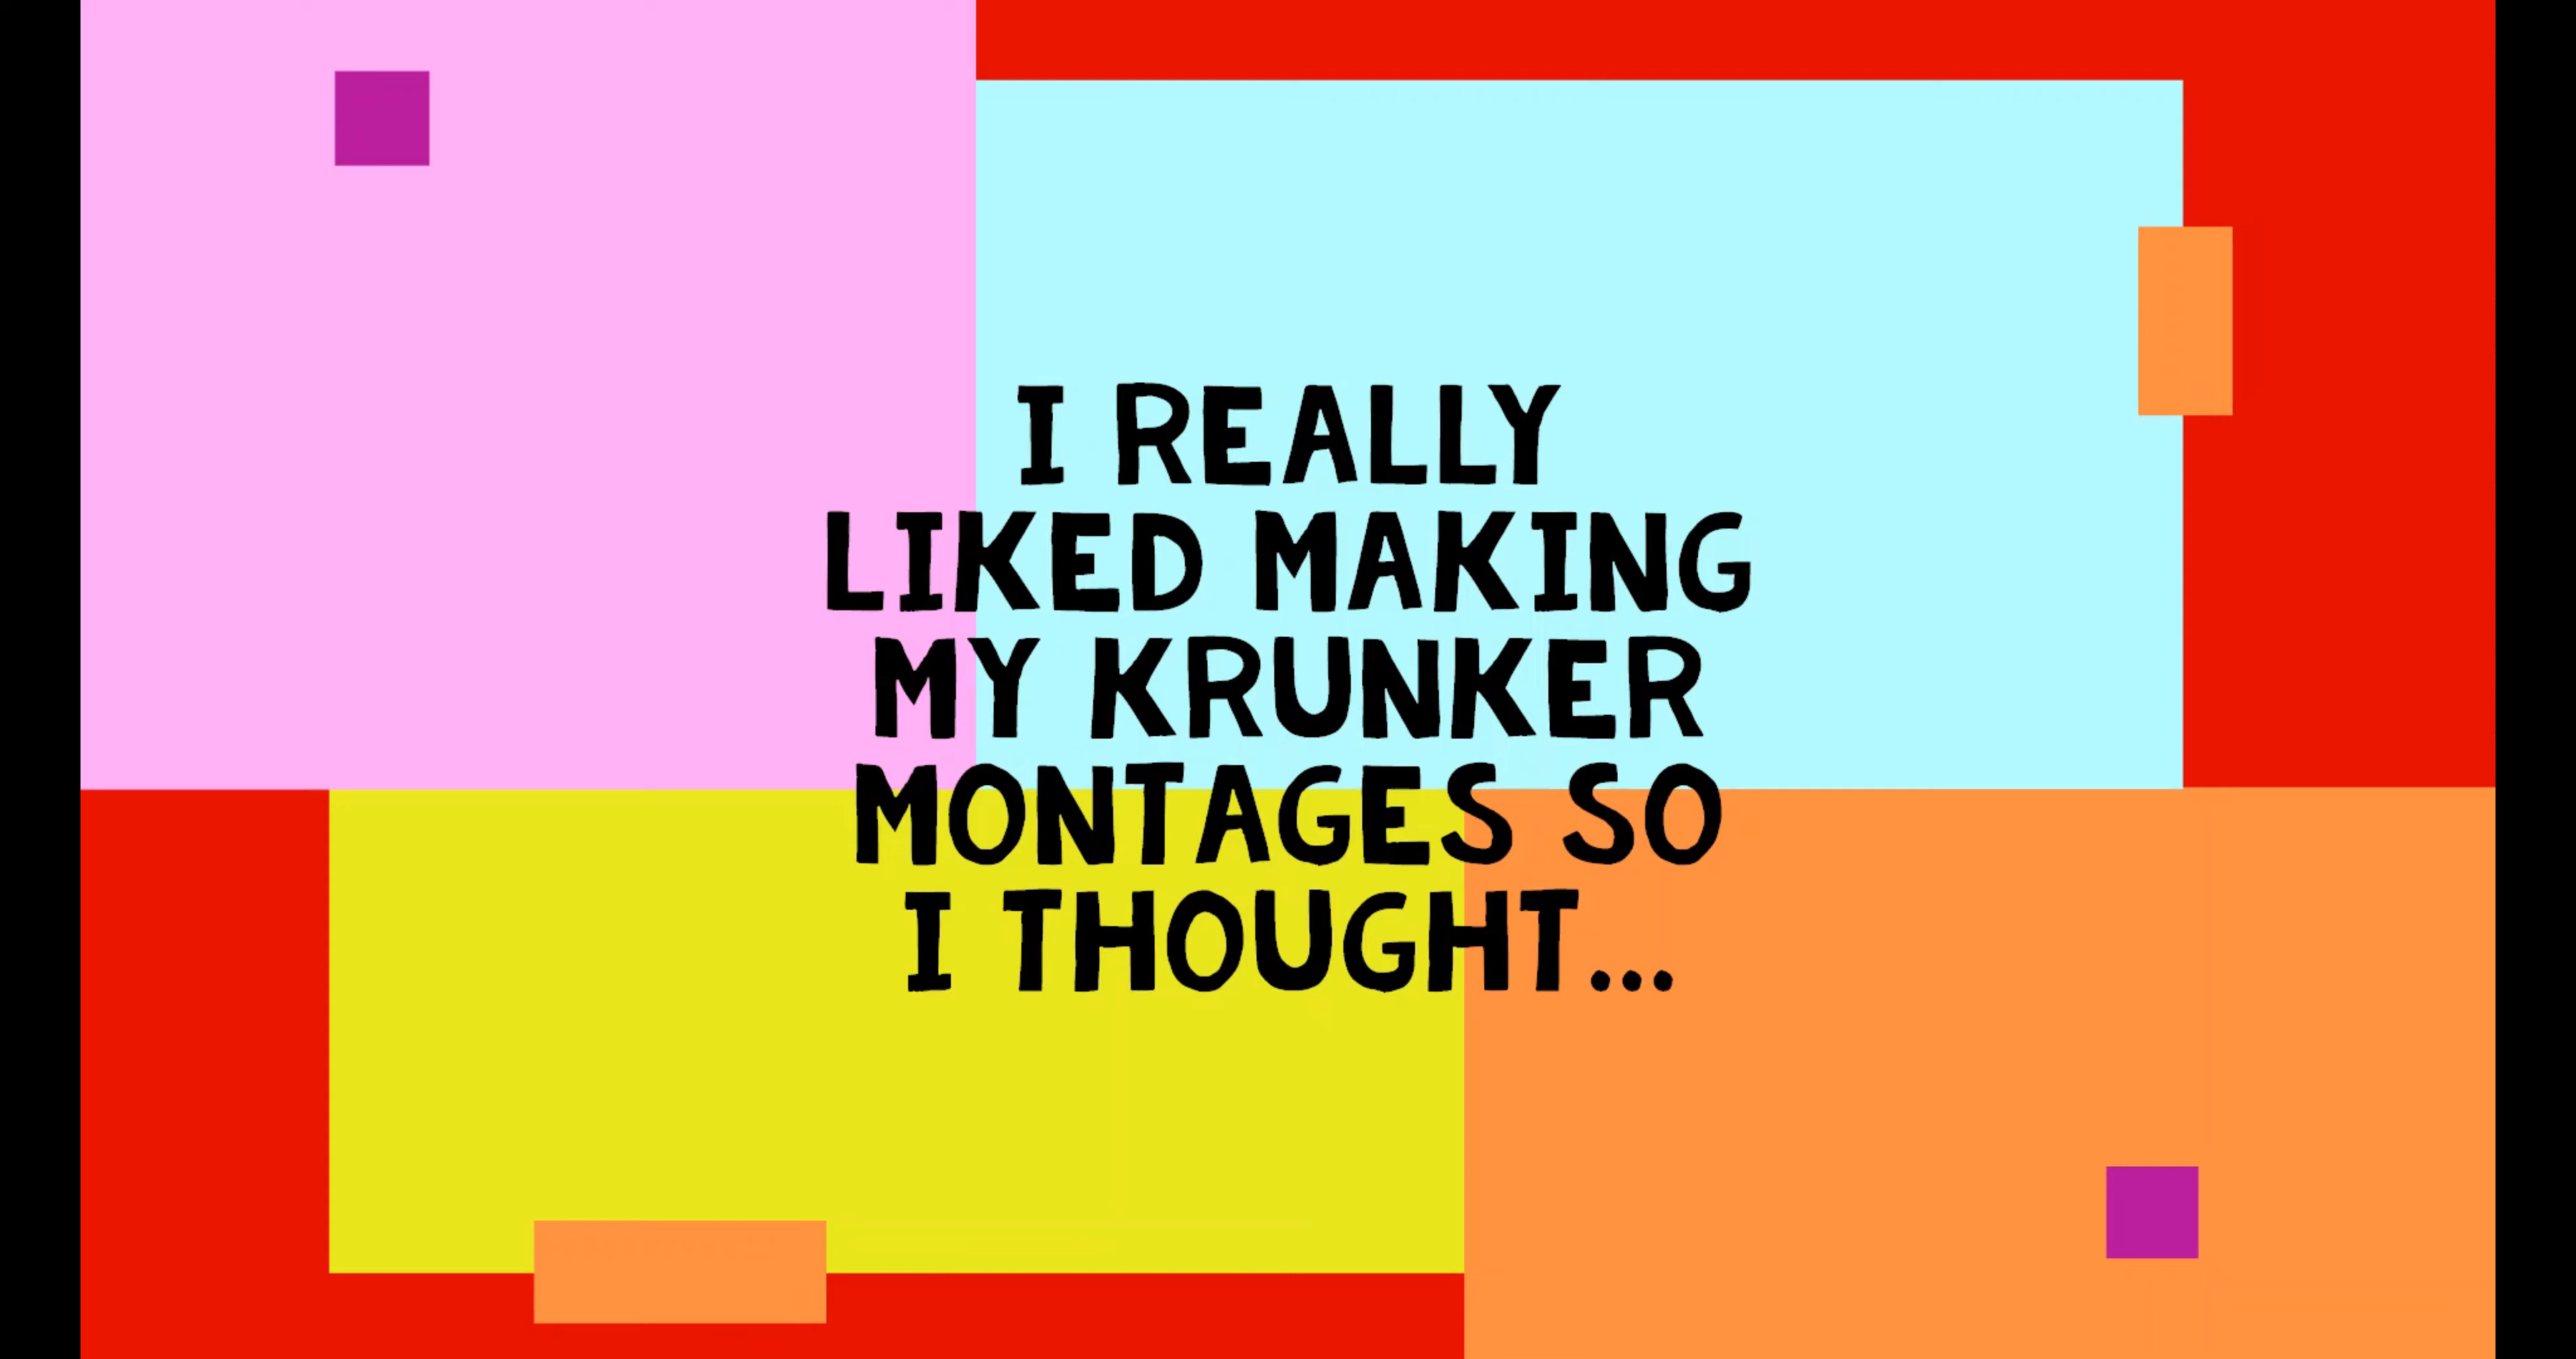 I REALLY
LIKED MAKING
MY KRUNKER
MONTAGES SO
I THOUGHT...